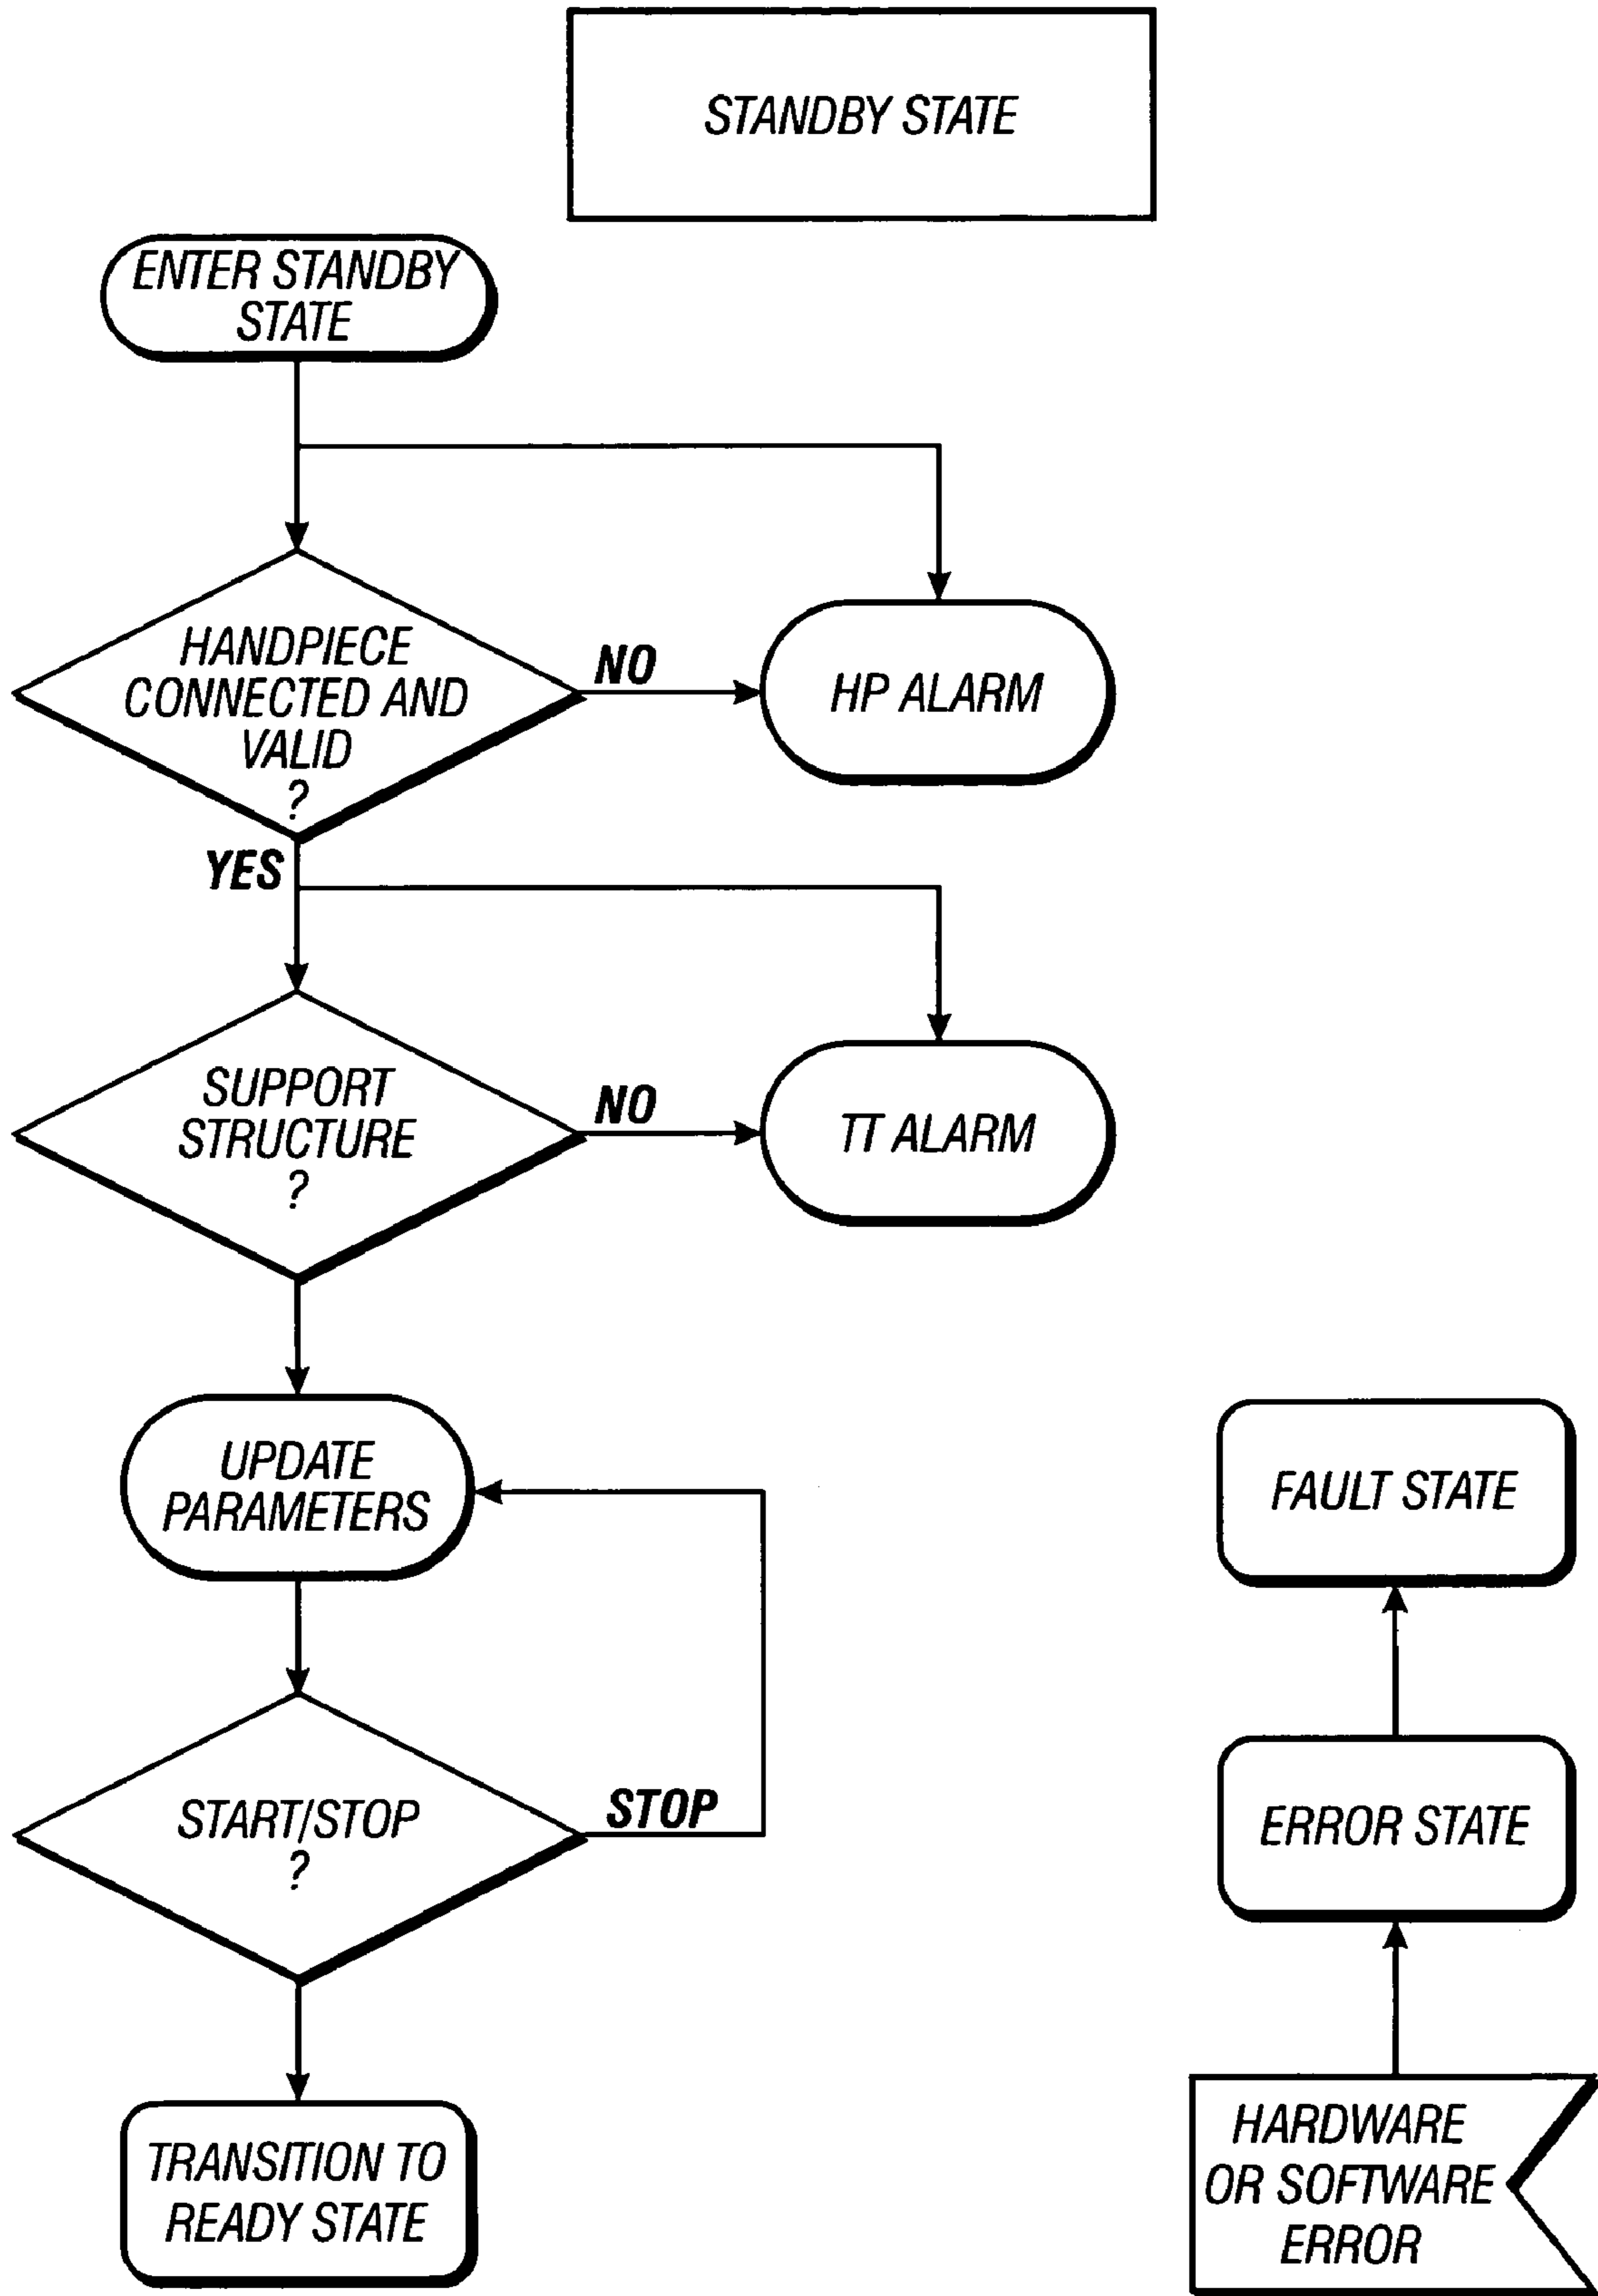 STANDBY STATE
ENTER STANDBY
STATE
HANDPIECE
CONNECTED AND
VALID
?
NO
HP ALARM
YES
SUPPORT
STRUCTURE
?
NO
TT ALARM
UPDATE
PARAMETERS
START/STOP
?
STOP
TRANSITION TO
READY STATE
FAULT STATE
ERROR STATE
HARDWARE
OR SOFTWARE
ERROR